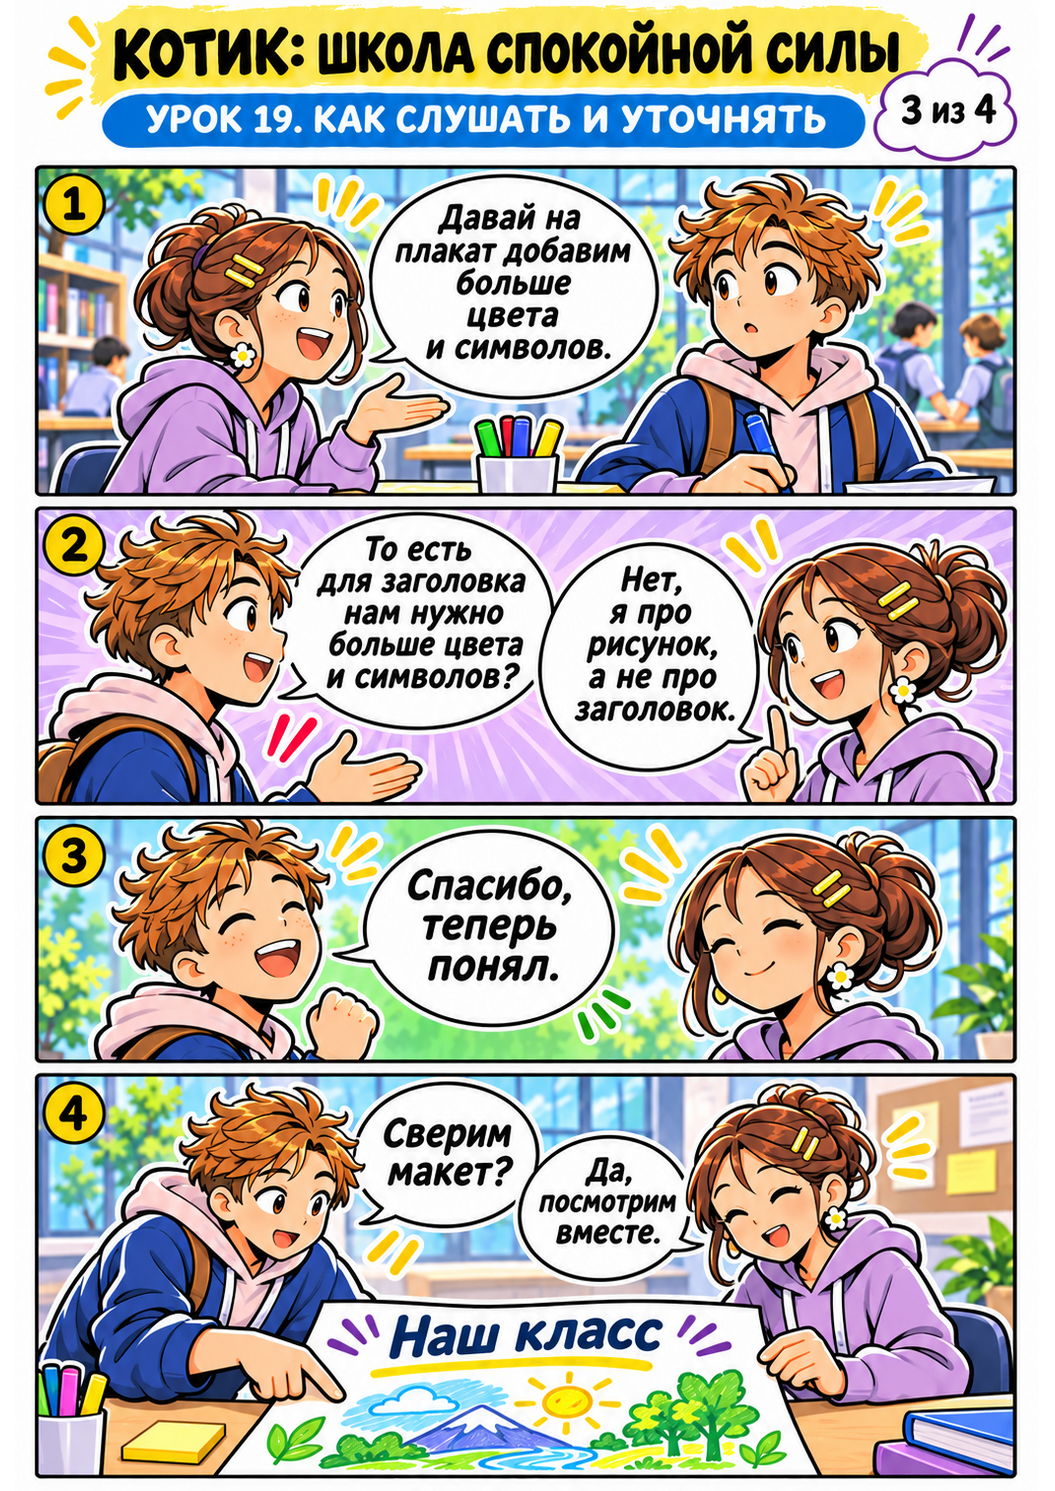 КОТИК: ШКОЛА СПОКОЙНОЙ СИЛЫ
УРОК 19. КАК СЛУШАТЬ И УТОЧНЯТЬ
3 из 4
1
Давай на
плакат добавим
больше
цвета
и символов.
2
То есть
для заголовка
нам нужно
больше цвета
и символов?
Нет,
я про
рисунок,
а не про
заголовок.
3
Спасибо,
теперь
понял.
4
Сверим
макет?
Да,
посмотрим
вместе.
Наш класс